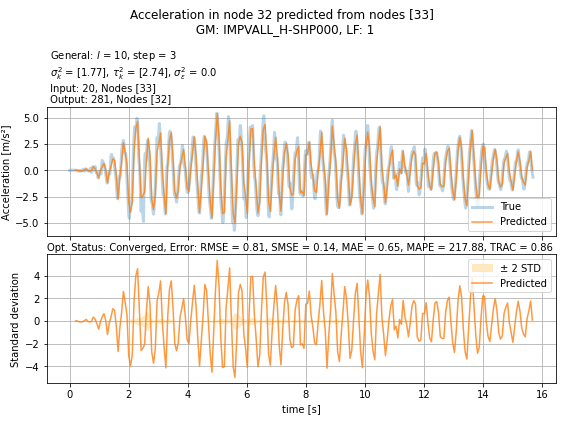 Acceleration in node 32 predicted from nodes [33]
GM: IMPVALL_H-SHP000, LF: 1
General: l = 10, step = 3
σ²ₖ = [1.77], τ²ₖ = [2.74], σ²ε = 0.0
Input: 20, Nodes [33]
Output: 281, Nodes [32]
Acceleration [m/s²]
5.0
2.5
0.0
−2.5
−5.0
True
Predicted
Opt. Status: Converged, Error: RMSE = 0.81, SMSE = 0.14, MAE = 0.65, MAPE = 217.88, TRAC = 0.86
Standard deviation
4
2
0
−2
−4
± 2 STD
Predicted
0 2 4 6 8 10 12 14 16
time [s]